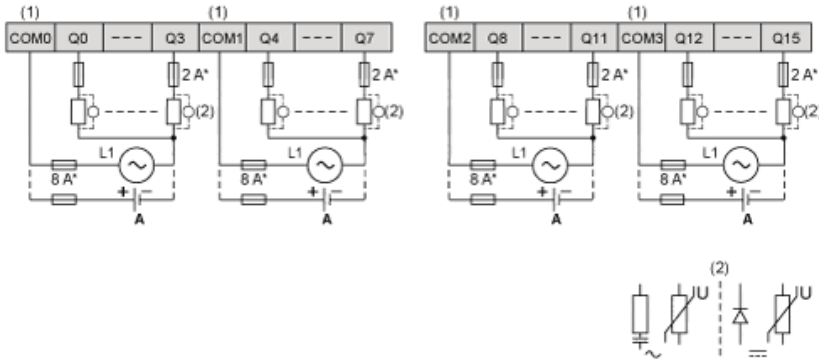 (1) (1) (1) (1)
COM0 Q0 --- Q3 COM1 Q4 --- Q7 COM2 Q8 --- Q11 COM3 Q12 --- Q15
2 A* 2 A* 2 A* 2 A*
(2) (2) (2) (2)
L1 L1 L1 L1
8 A* 8 A* 8 A* 8 A*
+ − + − + − + −
A A A A
(2)
U U